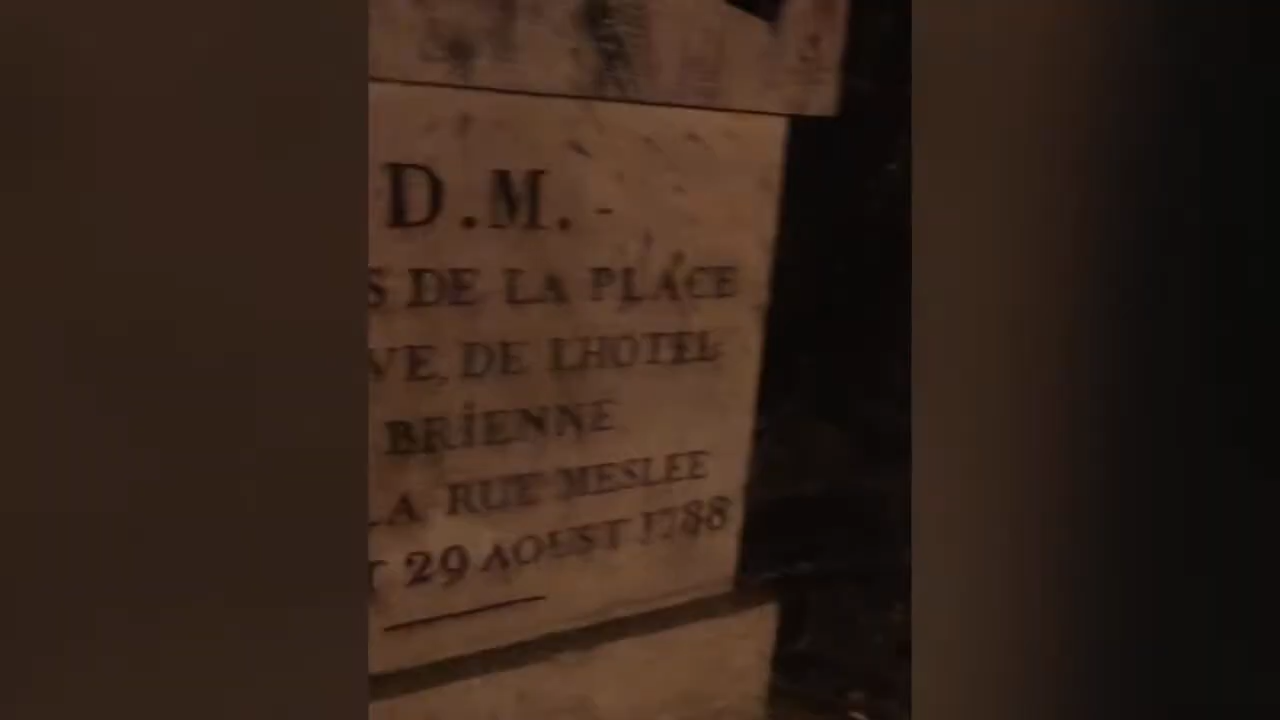 D.M.-
S DE LA PLACE
VE, DE LHOTEL
BRIENNE
LA RUE MESLEE
T 29 AOUST 1788